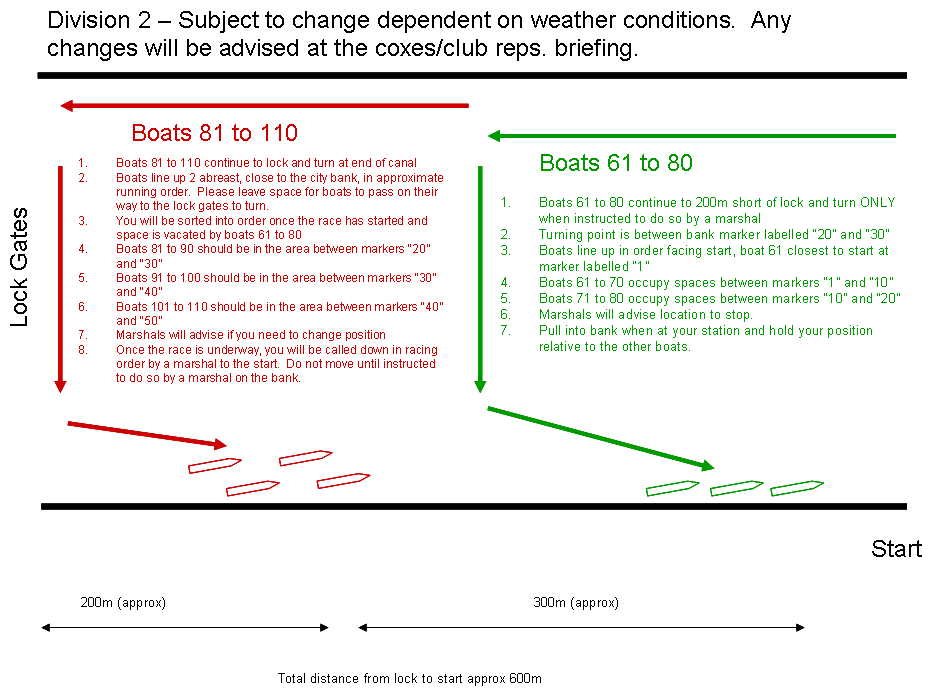 Division 2 – Subject to change dependent on weather conditions.  Any
changes will be advised at the coxes/club reps. briefing.
Boats 81 to 110
1. Boats 81 to 110 continue to lock and turn at end of canal
2. Boats line up 2 abreast, close to the city bank, in approximate
running order.  Please leave space for boats to pass on their
way to the lock gates to turn.
3. You will be sorted into order once the race has started and
space is vacated by boats 61 to 80
4. Boats 81 to 90 should be in the area between markers "20"
and "30"
5. Boats 91 to 100 should be in the area between markers "30"
and "40"
6. Boats 101 to 110 should be in the area between markers "40"
and "50"
7. Marshals will advise if you need to change position
8. Once the race is underway, you will be called down in racing
order by a marshal to the start.  Do not move until instructed
to do so by a marshal on the bank.
Boats 61 to 80
1. Boats 61 to 80 continue to 200m short of lock and turn ONLY
when instructed to do so by a marshal
2. Turning point is between bank marker labelled "20" and "30"
3. Boats line up in order facing start, boat 61 closest to start at
marker labelled "1"
4. Boats 61 to 70 occupy spaces between markers "1" and "10"
5. Boats 71 to 80 occupy spaces between markers "10" and "20"
6. Marshals will advise location to stop.
7. Pull into bank when at your station and hold your position
relative to the other boats.
Lock Gates
Start
200m (approx)
300m (approx)
Total distance from lock to start approx 600m